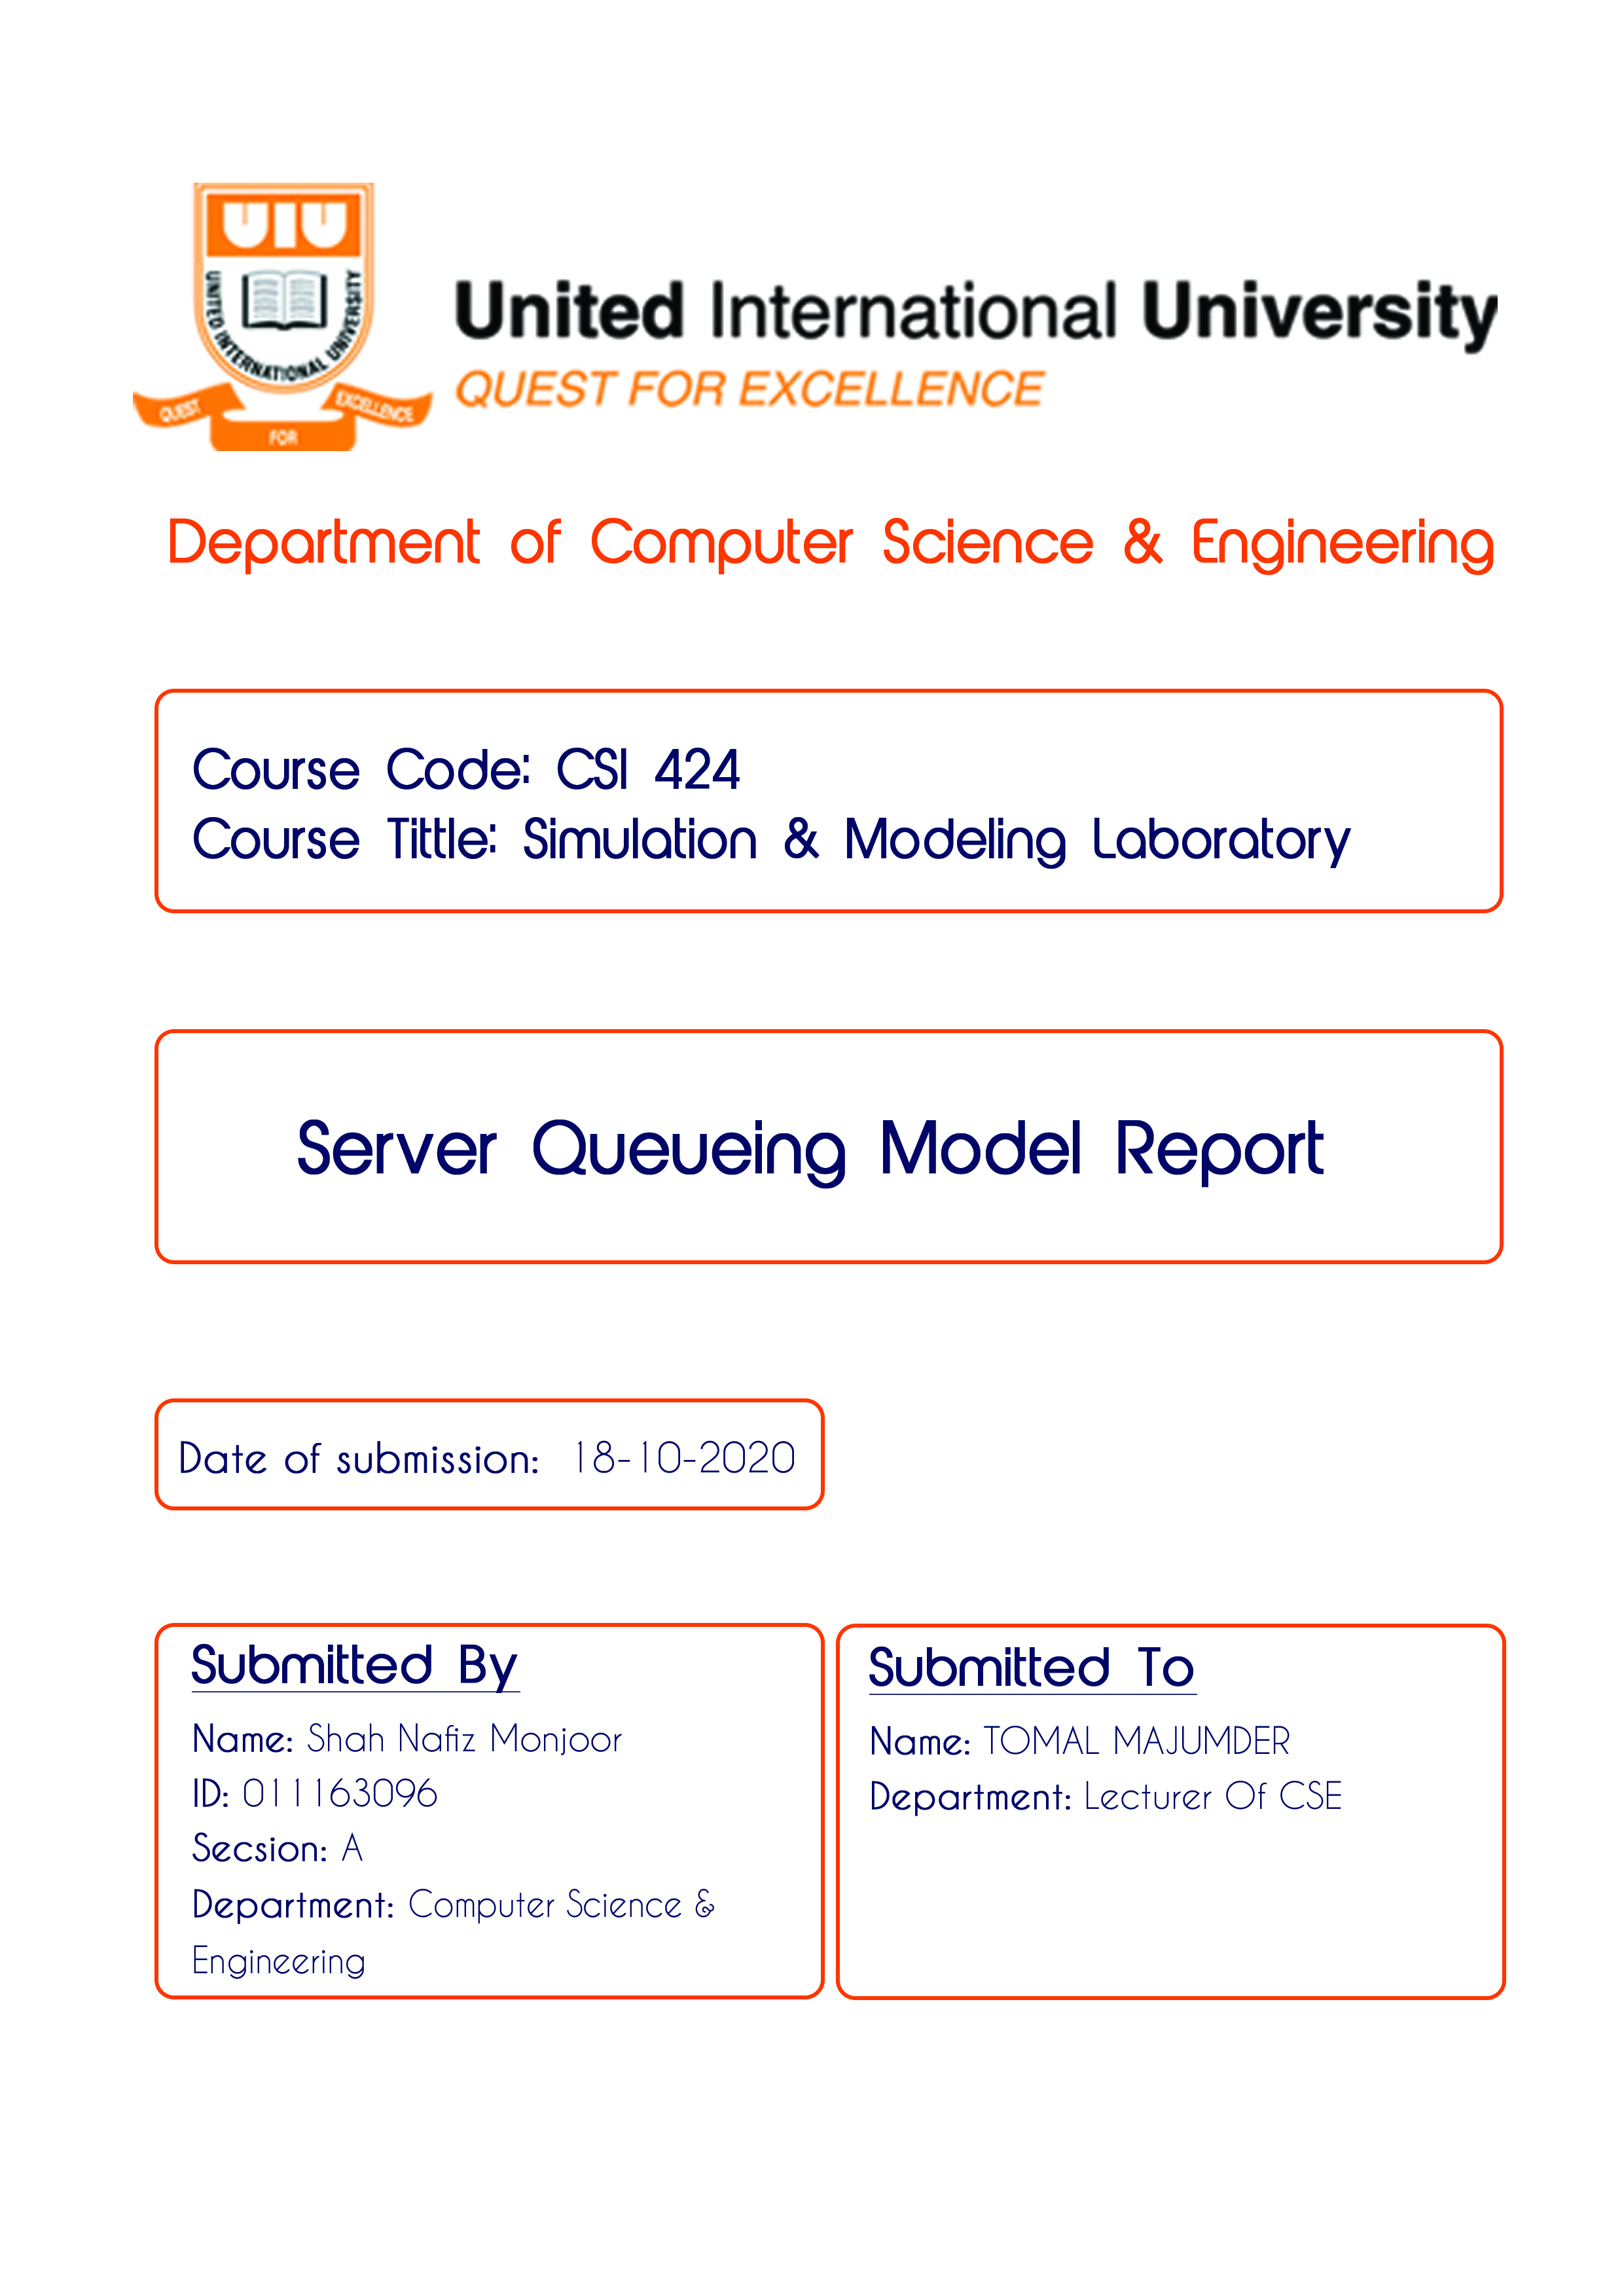 UIU
UNITED INTERNATIONAL UNIVERSITY
QUEST FOR EXCELLENCE
United International University
QUEST FOR EXCELLENCE
Department of Computer Science & Engineering
Course Code: CSI 424
Course Tittle: Simulation & Modeling Laboratory
Server Queueing Model Report
Date of submission: 18-10-2020
Submitted By
Name: Shah Nafiz Monjoor
ID: 011163096
Secsion: A
Department: Computer Science &
Engineering
Submitted To
Name: TOMAL MAJUMDER
Department: Lecturer Of CSE